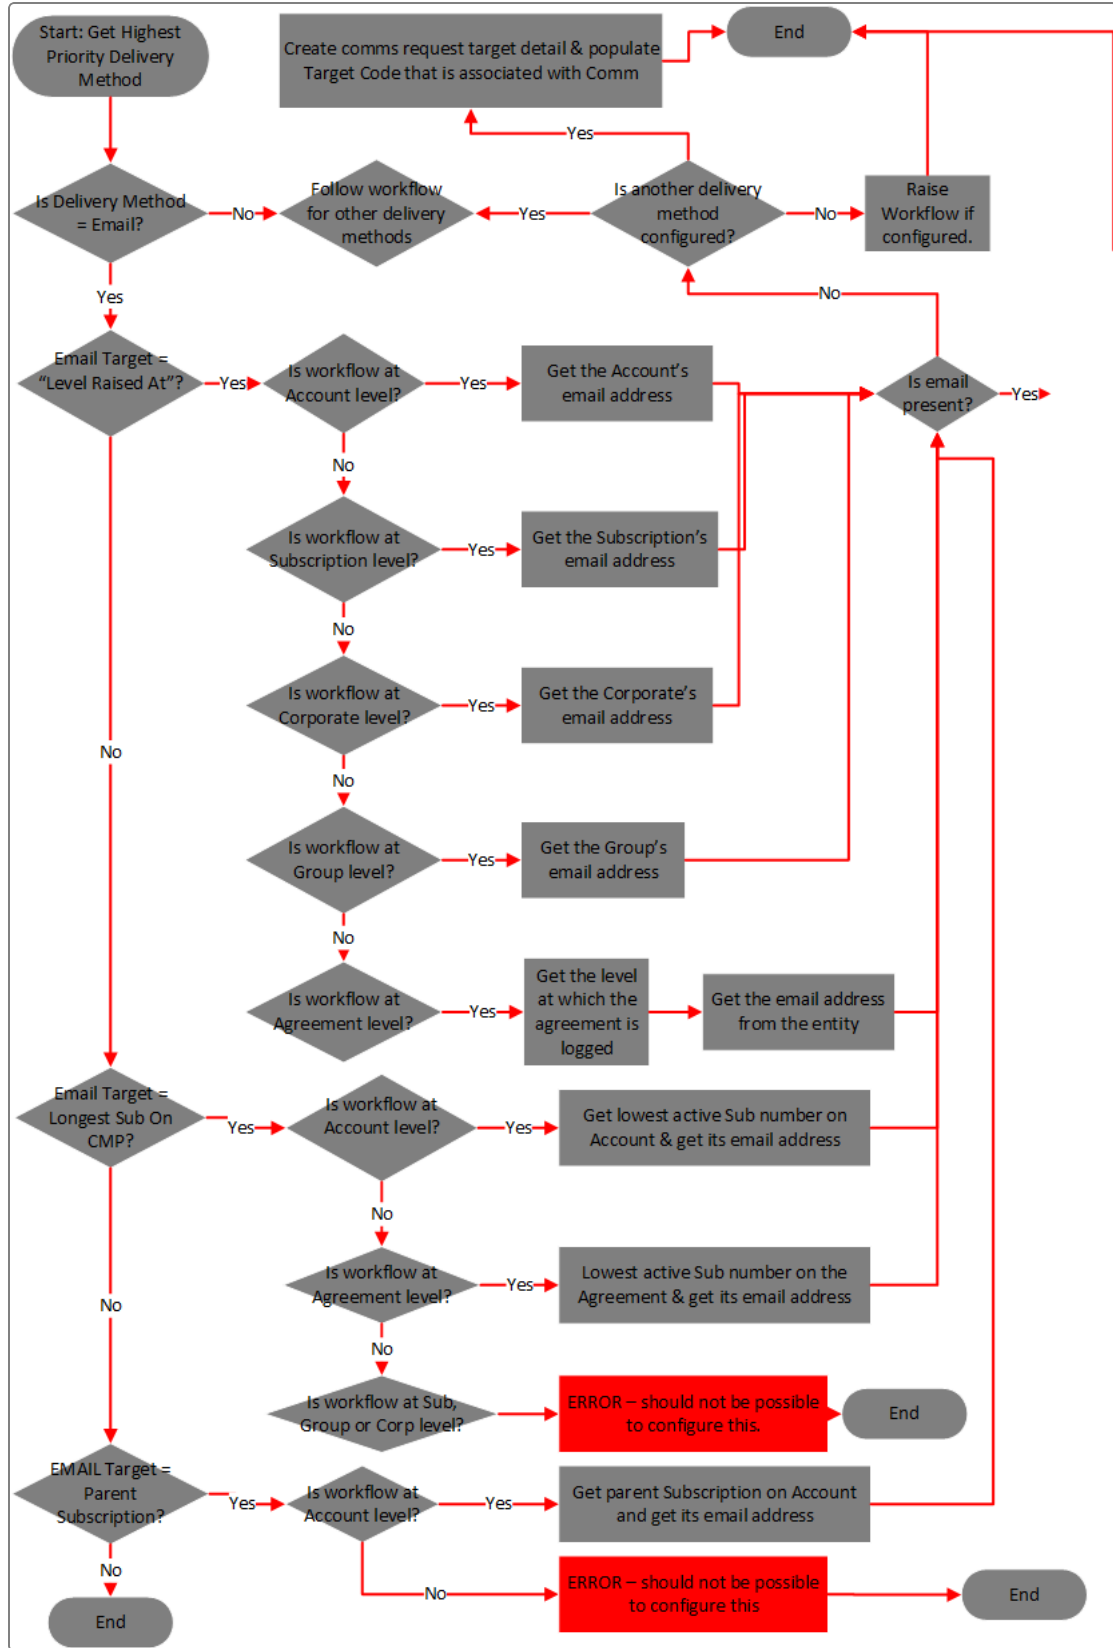 Start: Get Highest
Priority Delivery
Method
Create comms request target detail & populate
Target Code that is associated with Comm
End
Yes
Is Delivery Method
= Email?
No
Follow workflow
for other delivery
methods
Yes
Is another delivery
method
configured?
No
Raise
Workflow if
configured.
Yes
No
Email Target =
“Level Raised At”?
Yes
Is workflow at
Account level?
Yes
Get the Account’s
email address
Is email
present?
Yes
No
Is workflow at
Subscription level?
Yes
Get the Subscription’s
email address
No
Is workflow at
Corporate level?
Yes
Get the Corporate’s
email address
No
No
Is workflow at
Group level?
Yes
Get the Group’s
email address
No
Is workflow at
Agreement level?
Yes
Get the level
at which the
agreement is
logged
Get the email address
from the entity
Email Target =
Longest Sub On
CMP?
Yes
Is workflow at
Account level?
Yes
Get lowest active Sub number on
Account & get its email address
No
Is workflow at
Agreement level?
Yes
Lowest active Sub number on the
Agreement & get its email address
No
No
Is workflow at Sub,
Group or Corp level?
ERROR – should not be possible
to configure this.
End
EMAIL Target =
Parent
Subscription?
Yes
Is workflow at
Account level?
Yes
Get parent Subscription on Account
and get its email address
No
No
ERROR – should not be possible
to configure this
End
End